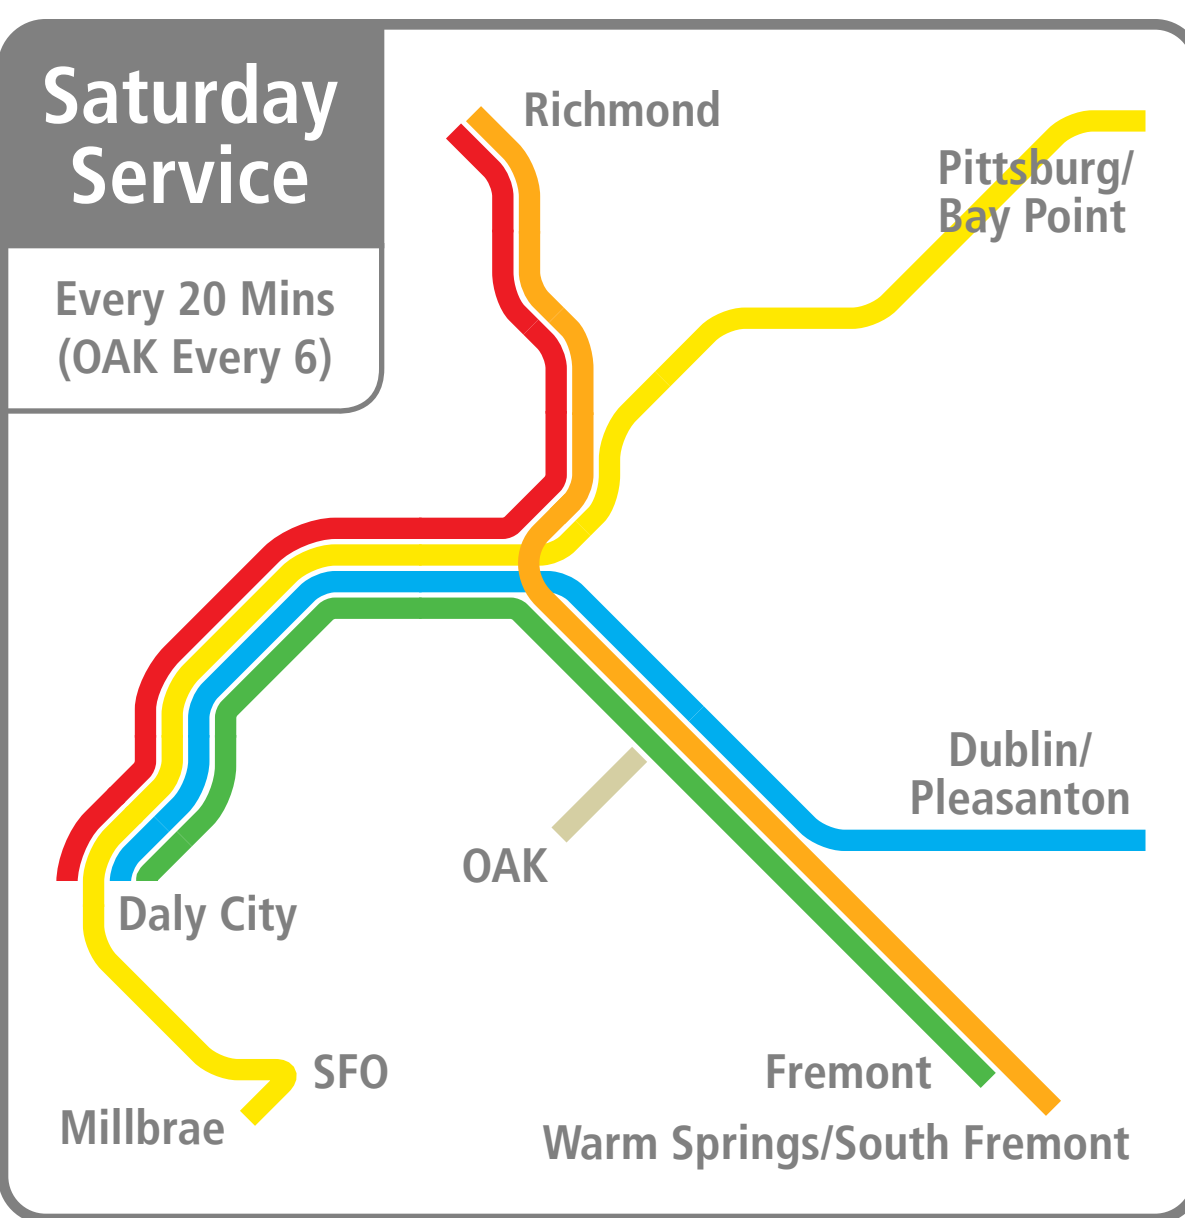 Saturday
Service
Every 20 Mins
(OAK Every 6)
Richmond
Pittsburg/
Bay Point
Dublin/
Pleasanton
OAK
Daly City
SFO
Millbrae
Fremont
Warm Springs/South Fremont